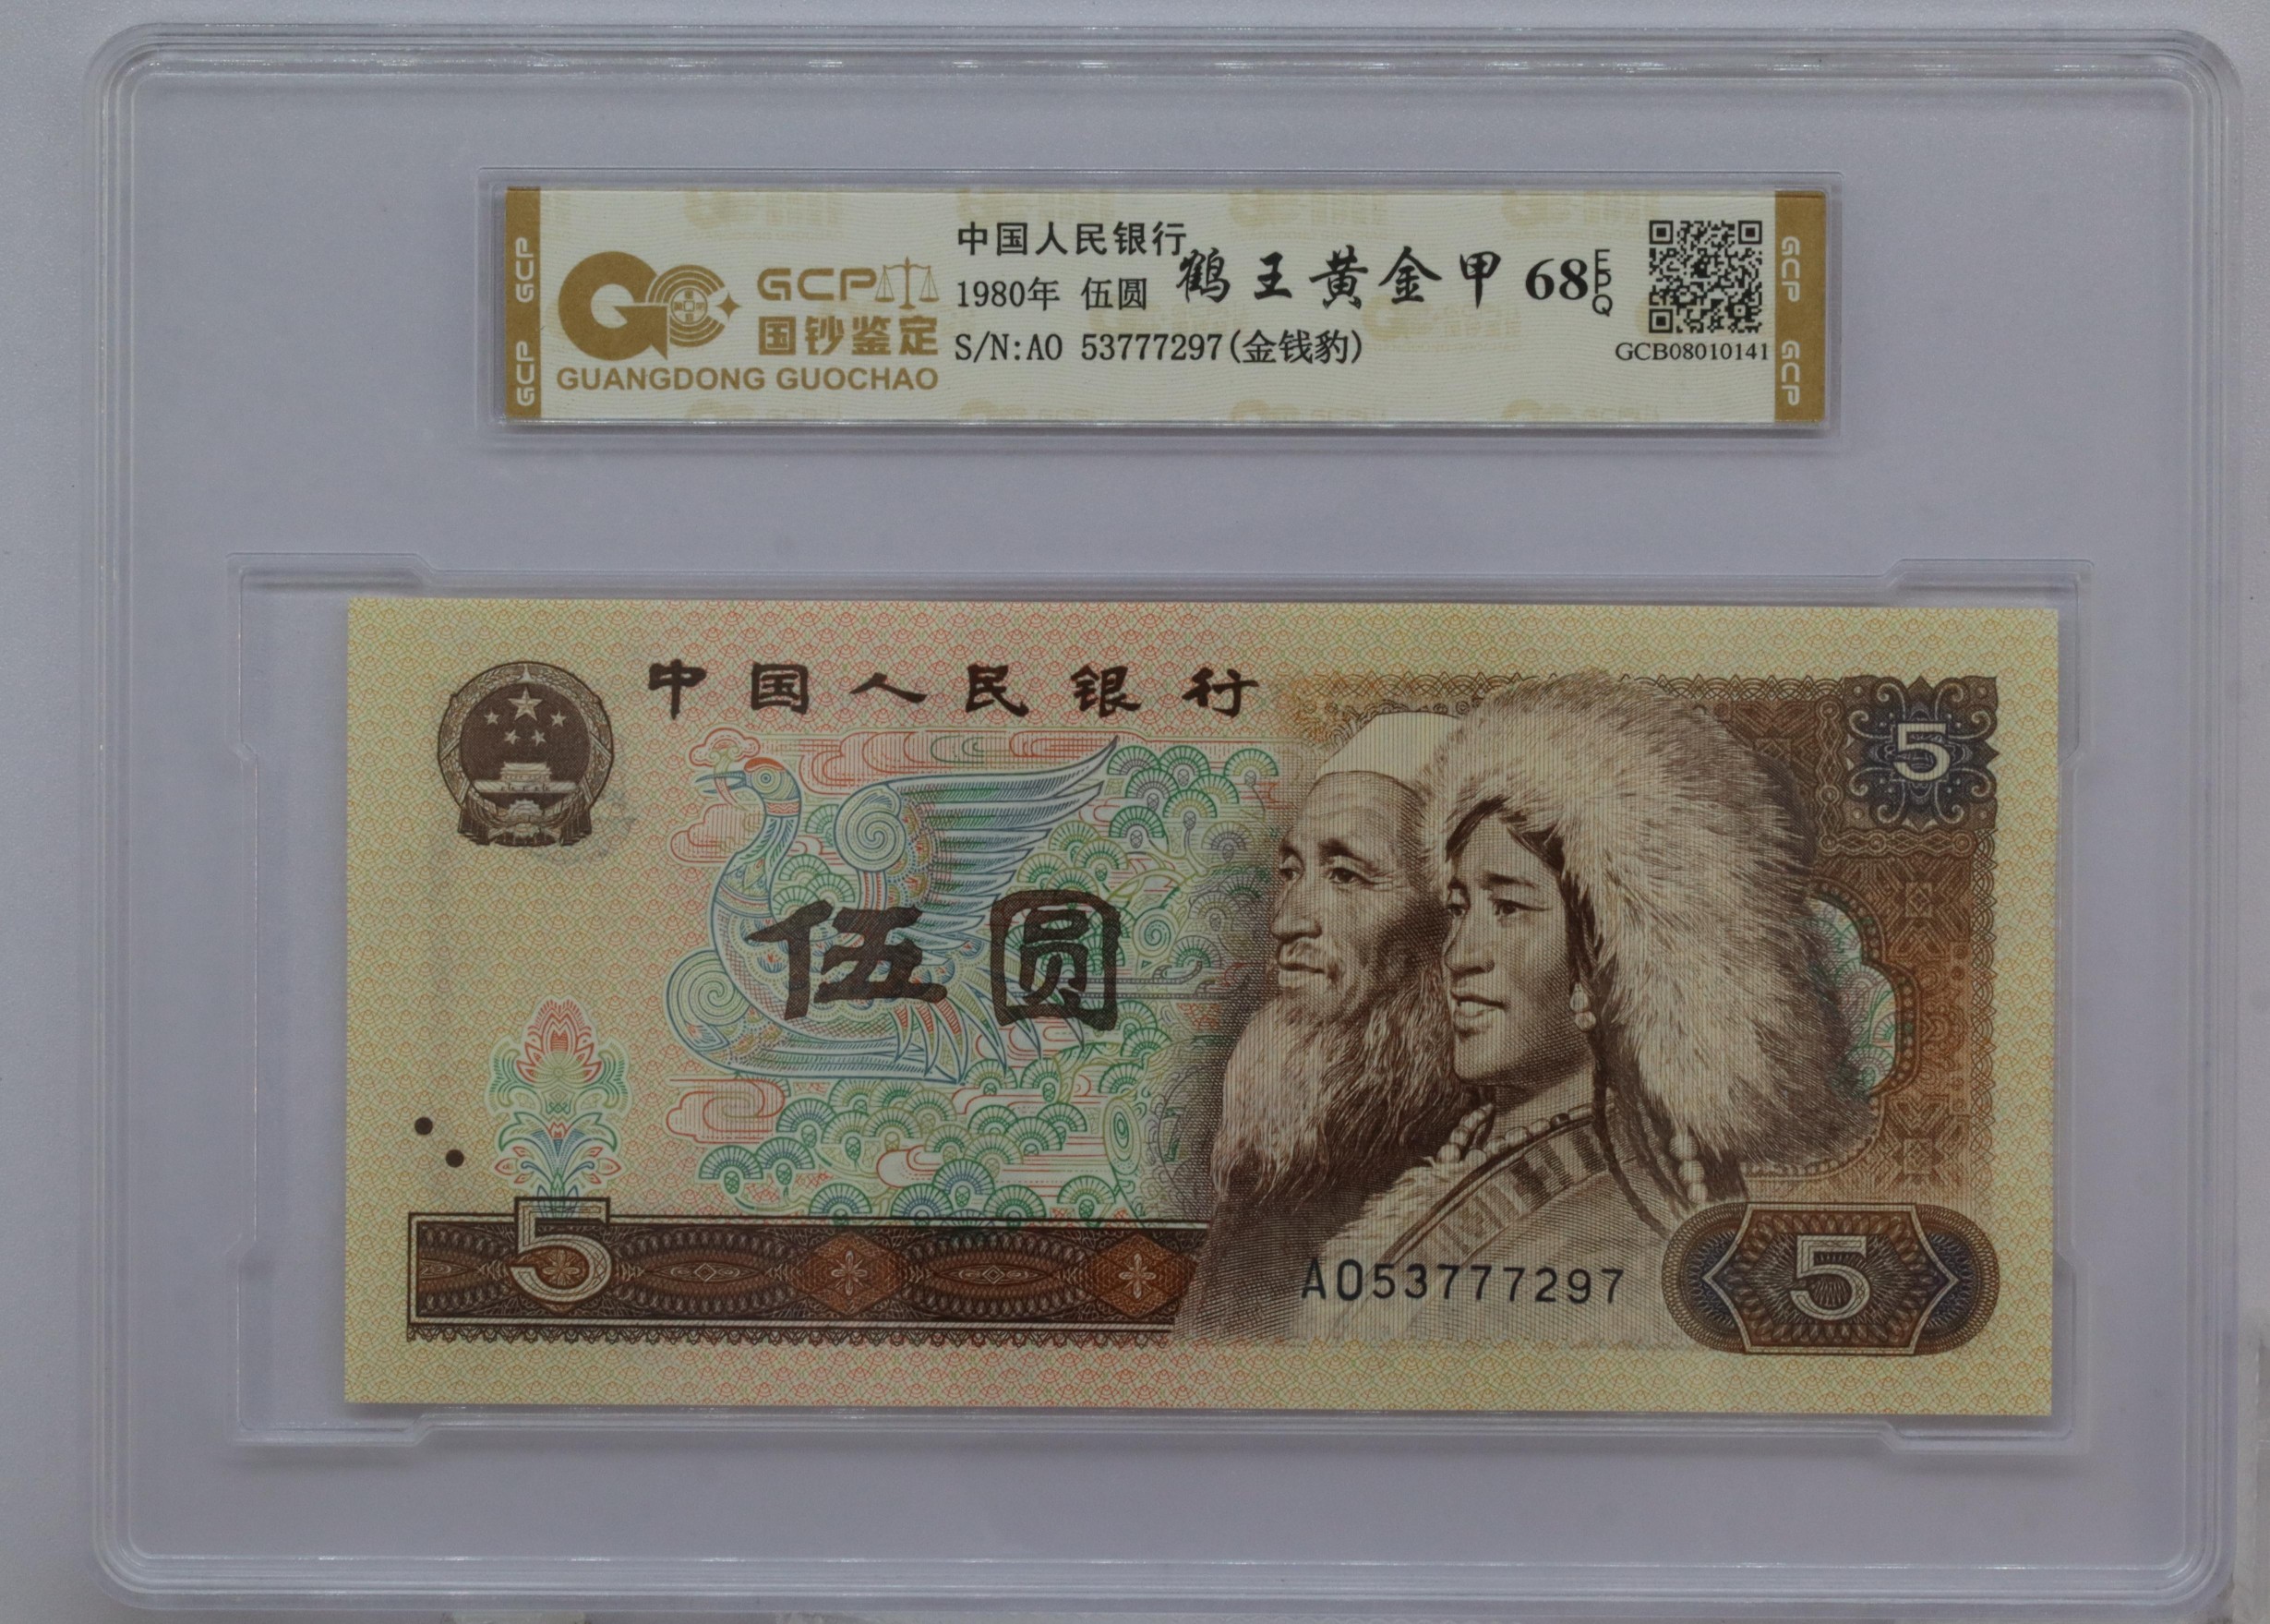 中国人民银行
1980年 伍圆
S/N:AO 53777297(金钱豹)
鹤王黄金甲 68 EPQ
GCB08010141
GCP
国钞鉴定
GUANGDONG GUOCHAO
GCP GCP
GCP GCP
中国人民银行
5
伍圆
5
AO53777297
5